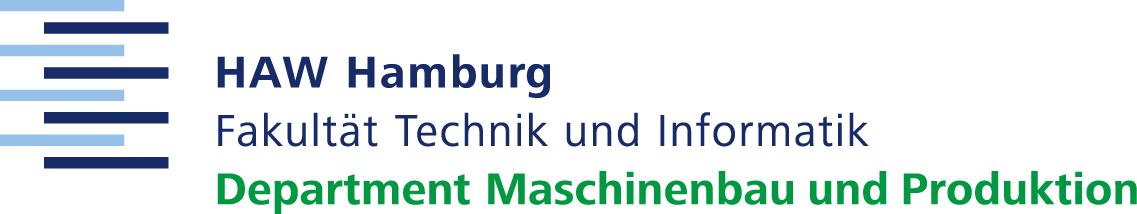 HAW Hamburg
Fakultät Technik und Informatik
Department Maschinenbau und Produktion